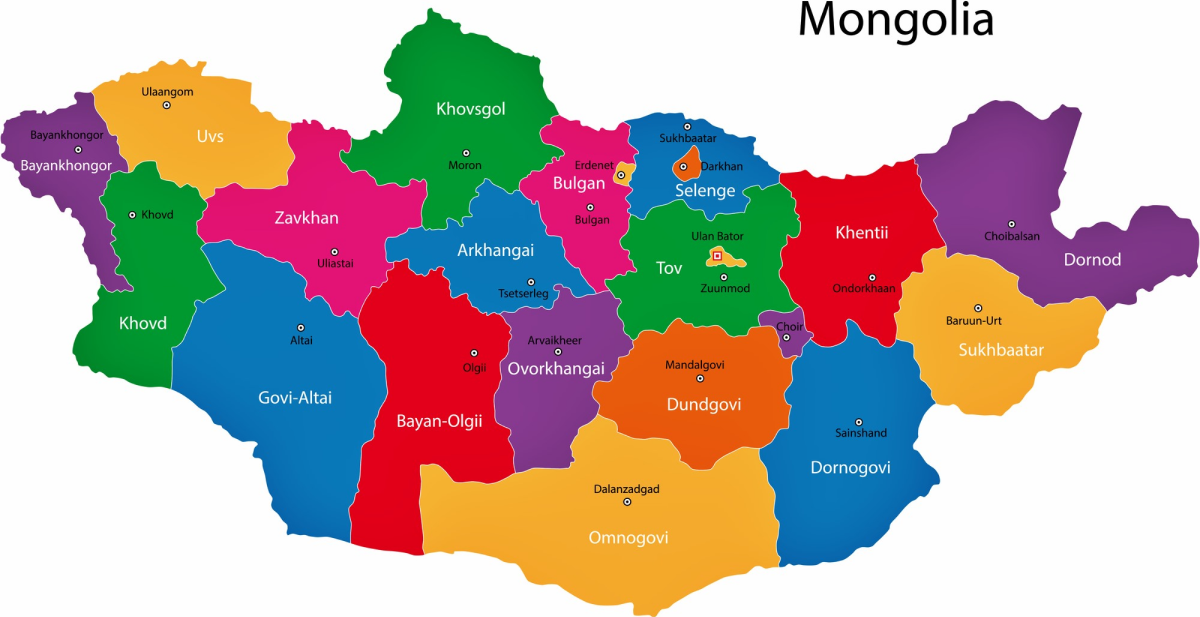 Mongolia
Ulaangom
Uvs
Bayankhongor
Bayankhongor
Khovd
Khovd
Khovsgol
Moron
Zavkhan
Uliastai
Erdenet
Bulgan
Bulgan
Sukhbaatar
Darkhan
Selenge
Arkhangai
Tsetserleg
Ulan Bator
Tov
Zuunmod
Khentii
Ondorkhaan
Choibalsan
Dornod
Altai
Govi-Altai
Olgii
Bayan-Olgii
Arvaikheer
Ovorkhangai
Choir
Mandalgovi
Dundgovi
Baruun-Urt
Sukhbaatar
Sainshand
Dornogovi
Dalanzadgad
Omnogovi